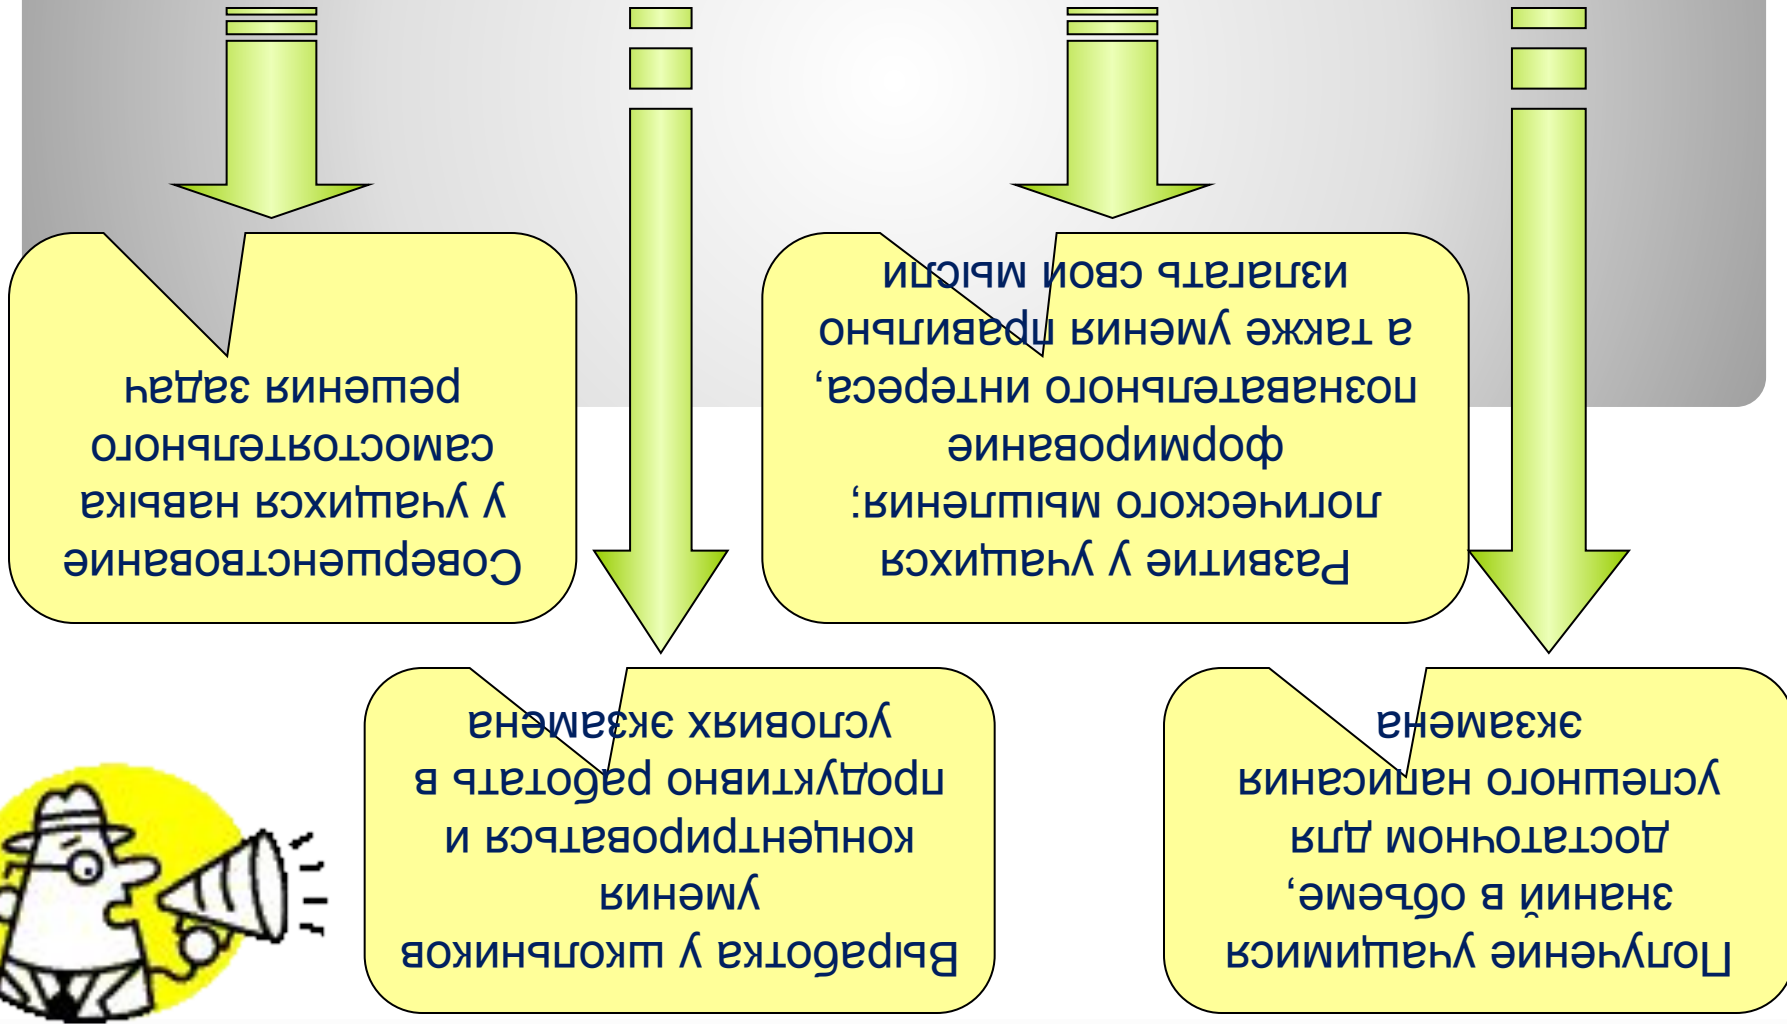 Совершенствование
у учащихся навыка
самостоятельного
решения задач
Развитие у учащихся
логического мышления;
формирование
познавательного интереса,
а также умения правильно
излагать свои мысли
Выработка у школьников
умения
концентрироваться и
продуктивно работать в
условиях экзамена
Получение учащимися
знаний в объеме,
достаточном для
успешного написания
экзамена